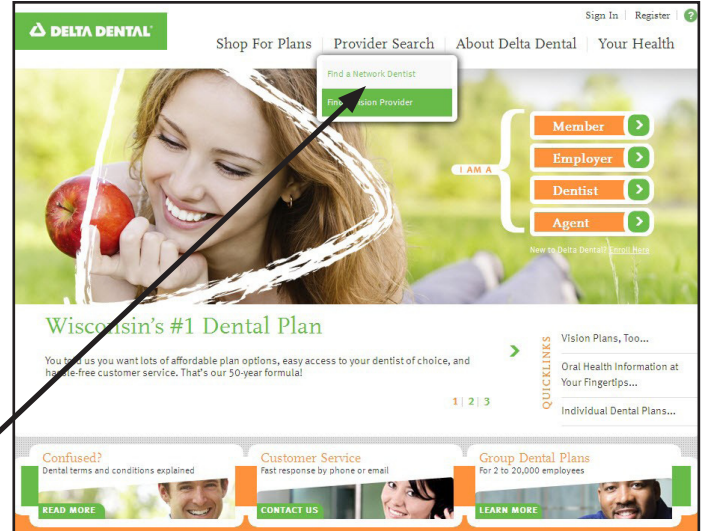 Sign In | Register | ?
DELTA DENTAL
Shop For Plans | Provider Search | About Delta Dental | Your Health
Find a Network Dentist
Vision Provider
I AM A
Member
Employer
Dentist
Agent
New to Delta Dental? Enroll Here
Wisconsin's #1 Dental Plan
You told us you want lots of affordable plan options, easy access to your dentist of choice, and
hassle-free customer service. That's our 50-year formula!
1 | 2 | 3
QUICKLINKS
Vision Plans, Too...
Oral Health Information at
Your Fingertips...
Individual Dental Plans...
Confused?
Dental terms and conditions explained
READ MORE
Customer Service
Fast response by phone or email
CONTACT US
Group Dental Plans
For 2 to 20,000 employees
LEARN MORE